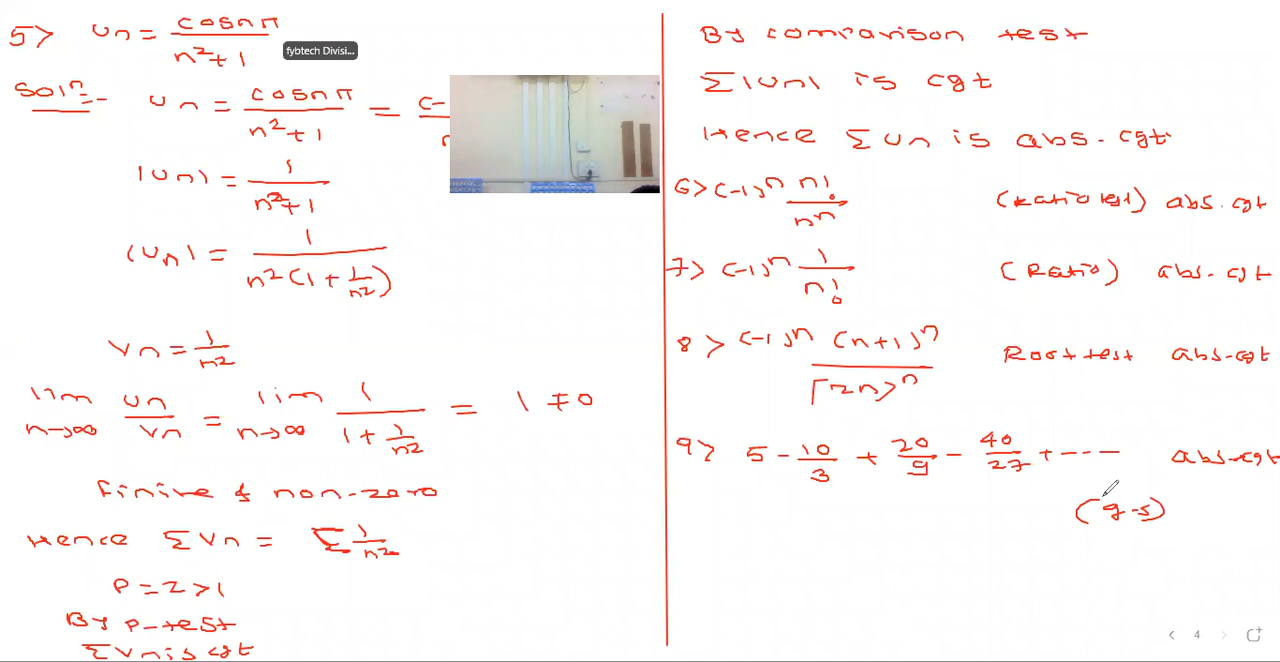 5> un = cosnπ / n²+1
fybtech Divisi...
Soln:- un = cosnπ / n²+1 = (-
|un| = 1 / n²+1
|un| = 1 / n²(1 + 1/n²)
vn = 1/n²
lim n→∞ un/vn = lim n→∞ 1 / 1 + 1/n² = 1 ≠ 0
finite & non-zero
Hence Σvn = Σ 1/n²
P = 2 > 1
By P-test
Σvn is cgt
By comparison test
Σ|un| is cgt
Hence Σun is abs.cgt
6> (-1)ⁿ n! / nⁿ (Ratio test) abs.cgt
7> (-1)ⁿ 1 / n! (Ratio) abs.cgt
8> (-1)ⁿ (n+1)ⁿ / [2n]ⁿ Root test abs-cgt
9> 5 - 10/3 + 20/9 - 40/27 + ---- abs-cgt
(g-s)
4